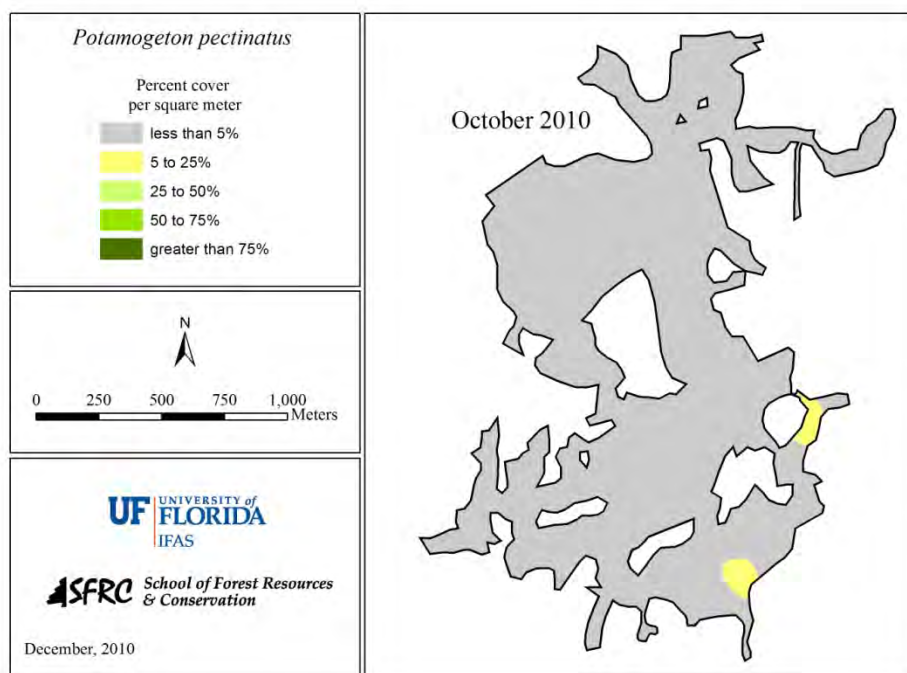 Potamogeton pectinatus
Percent cover
per square meter
less than 5%
5 to 25%
25 to 50%
50 to 75%
greater than 75%
N
0 250 500 750 1,000
Meters
UF UNIVERSITY of
FLORIDA
IFAS
SFRC School of Forest Resources
& Conservation
December, 2010
October 2010